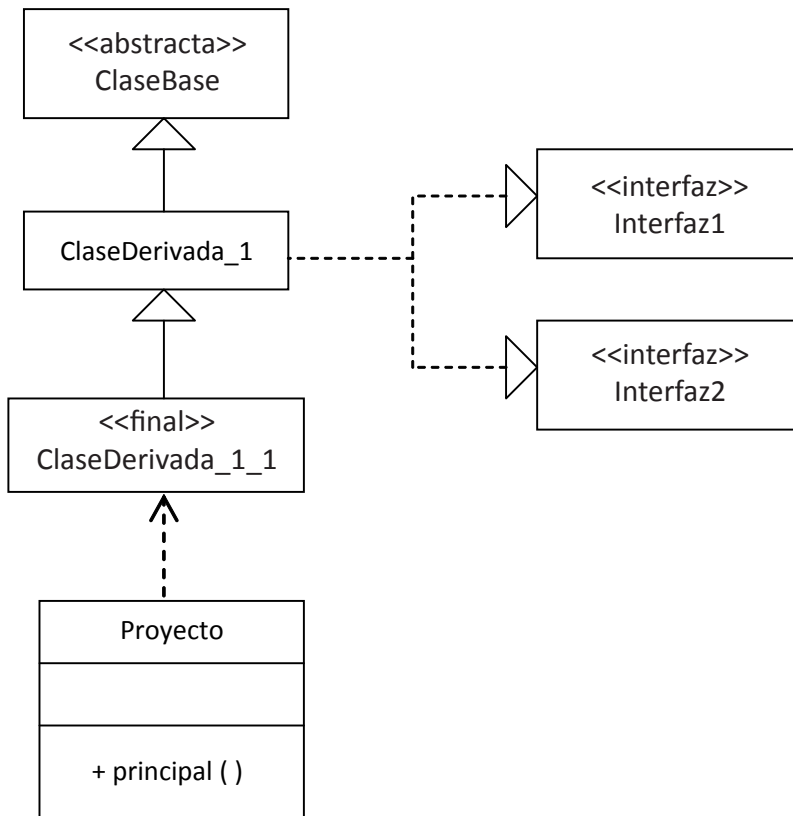 <<abstracta>>
ClaseBase
<<interfaz>>
Interfaz1
ClaseDerivada_1
<<interfaz>>
Interfaz2
<<final>>
ClaseDerivada_1_1
Proyecto
+ principal ( )